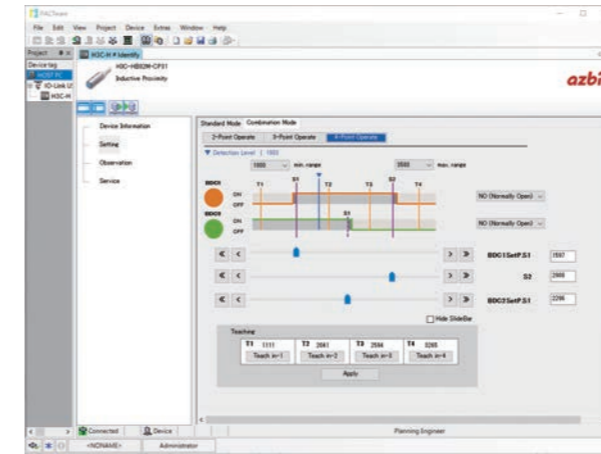 PACTware
File Edit View Project Device Extras Window Help
Project
H3C-H # Identify
Device tag
HOST PC
IO-Link US
H3C-H
Inductive Proximity
azbi
Device Information
Setting
Observation
Service
Standard Mode Combination Mode
2-Point Operate 3-Point Operate 4-Point Operate
Detection Level
min. range
max. range
BDC1 ON OFF
T1 S1 T2 T3 S2 T4
NO (Normally Open)
BDC2 ON OFF
S1
NO (Normally Open)
BDC1SetP.S1
S2
BDC2SetP.S1
Hide SlideBar
Teaching
T1 1111 T2 T3 T4
Teach in-1 Teach in-2 Teach in-3 Teach in-4
Apply
Connected Device
Planning Engineer
<NONAME> Administrator